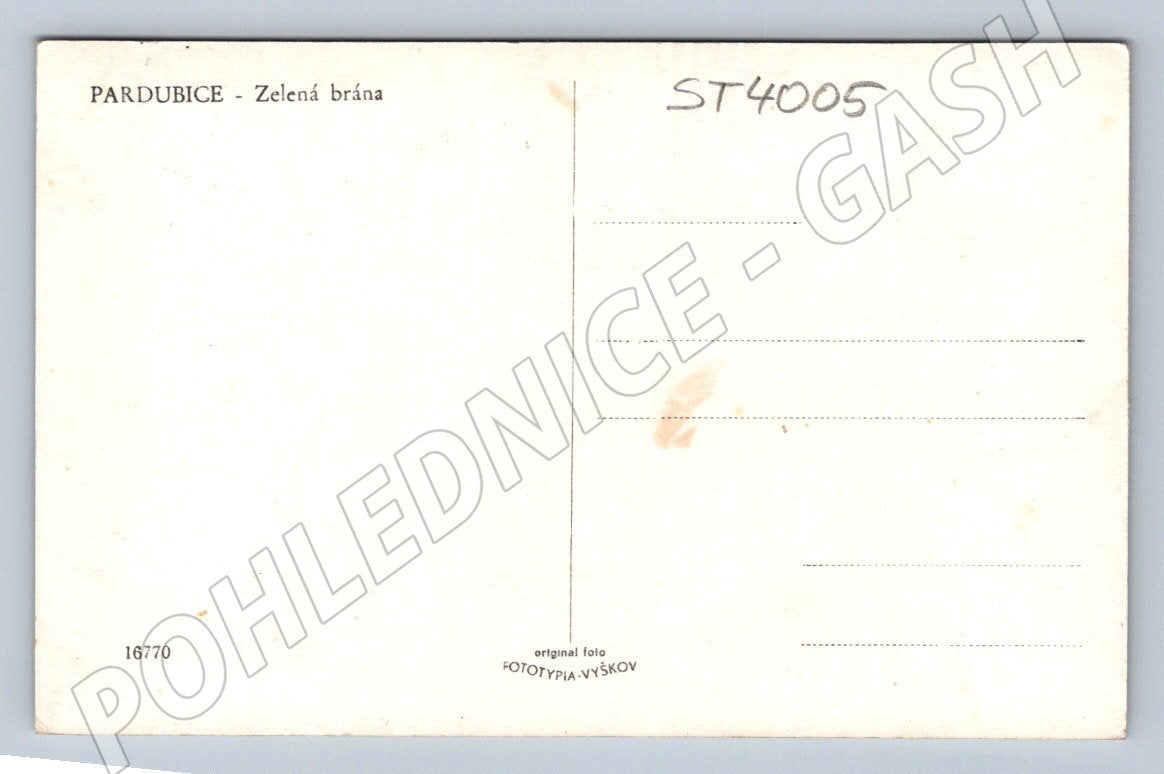 PARDUBICE - Zelená brána
ST4005
POHLEDNICE - GASH
16770
original foto
FOTOTYPIA-VYŠKOV